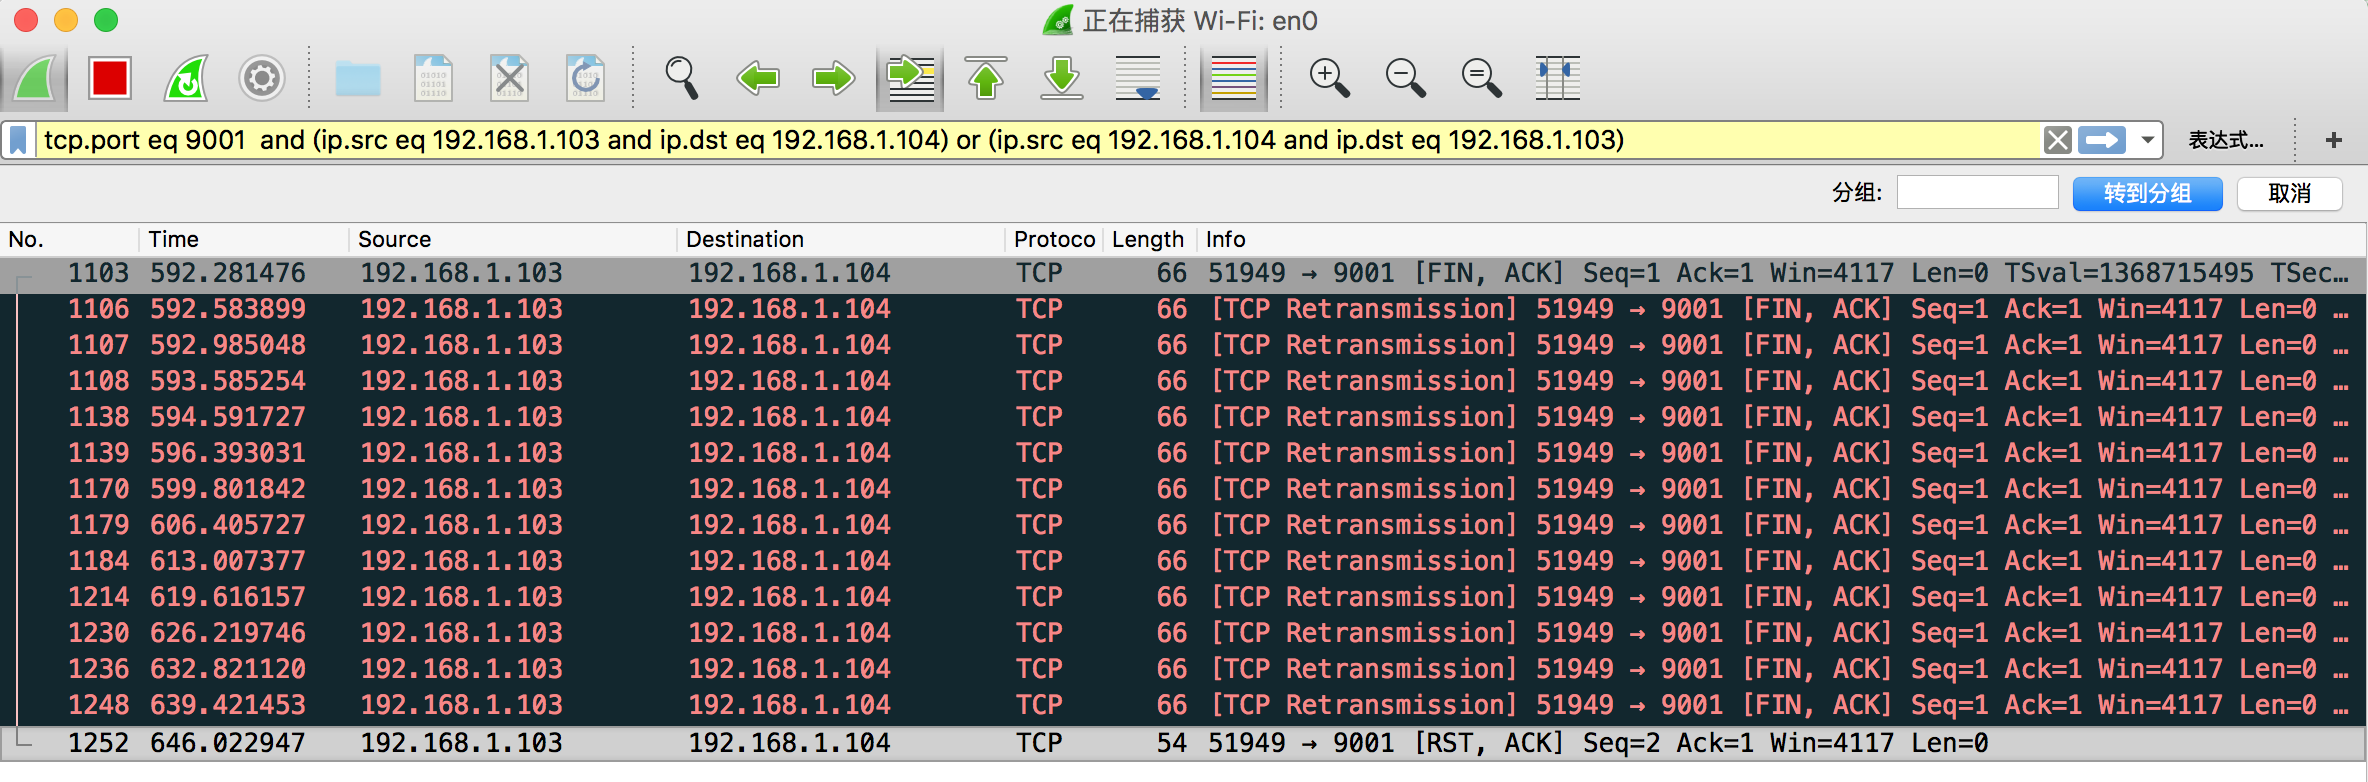 正在捕获 Wi-Fi: en0
tcp.port eq 9001  and (ip.src eq 192.168.1.103 and ip.dst eq 192.168.1.104) or (ip.src eq 192.168.1.104 and ip.dst eq 192.168.1.103)
表达式… +
分组: 转到分组 取消
No. Time Source Destination Protoco Length Info
1103 592.281476 192.168.1.103 192.168.1.104 TCP 66 51949 → 9001 [FIN, ACK] Seq=1 Ack=1 Win=4117 Len=0 TSval=1368715495 TSec…
1106 592.583899 192.168.1.103 192.168.1.104 TCP 66 [TCP Retransmission] 51949 → 9001 [FIN, ACK] Seq=1 Ack=1 Win=4117 Len=0 …
1107 592.985048 192.168.1.103 192.168.1.104 TCP 66 [TCP Retransmission] 51949 → 9001 [FIN, ACK] Seq=1 Ack=1 Win=4117 Len=0 …
1108 593.585254 192.168.1.103 192.168.1.104 TCP 66 [TCP Retransmission] 51949 → 9001 [FIN, ACK] Seq=1 Ack=1 Win=4117 Len=0 …
1138 594.591727 192.168.1.103 192.168.1.104 TCP 66 [TCP Retransmission] 51949 → 9001 [FIN, ACK] Seq=1 Ack=1 Win=4117 Len=0 …
1139 596.393031 192.168.1.103 192.168.1.104 TCP 66 [TCP Retransmission] 51949 → 9001 [FIN, ACK] Seq=1 Ack=1 Win=4117 Len=0 …
1170 599.801842 192.168.1.103 192.168.1.104 TCP 66 [TCP Retransmission] 51949 → 9001 [FIN, ACK] Seq=1 Ack=1 Win=4117 Len=0 …
1179 606.405727 192.168.1.103 192.168.1.104 TCP 66 [TCP Retransmission] 51949 → 9001 [FIN, ACK] Seq=1 Ack=1 Win=4117 Len=0 …
1184 613.007377 192.168.1.103 192.168.1.104 TCP 66 [TCP Retransmission] 51949 → 9001 [FIN, ACK] Seq=1 Ack=1 Win=4117 Len=0 …
1214 619.616157 192.168.1.103 192.168.1.104 TCP 66 [TCP Retransmission] 51949 → 9001 [FIN, ACK] Seq=1 Ack=1 Win=4117 Len=0 …
1230 626.219746 192.168.1.103 192.168.1.104 TCP 66 [TCP Retransmission] 51949 → 9001 [FIN, ACK] Seq=1 Ack=1 Win=4117 Len=0 …
1236 632.821120 192.168.1.103 192.168.1.104 TCP 66 [TCP Retransmission] 51949 → 9001 [FIN, ACK] Seq=1 Ack=1 Win=4117 Len=0 …
1248 639.421453 192.168.1.103 192.168.1.104 TCP 66 [TCP Retransmission] 51949 → 9001 [FIN, ACK] Seq=1 Ack=1 Win=4117 Len=0 …
1252 646.022947 192.168.1.103 192.168.1.104 TCP 54 51949 → 9001 [RST, ACK] Seq=2 Ack=1 Win=4117 Len=0